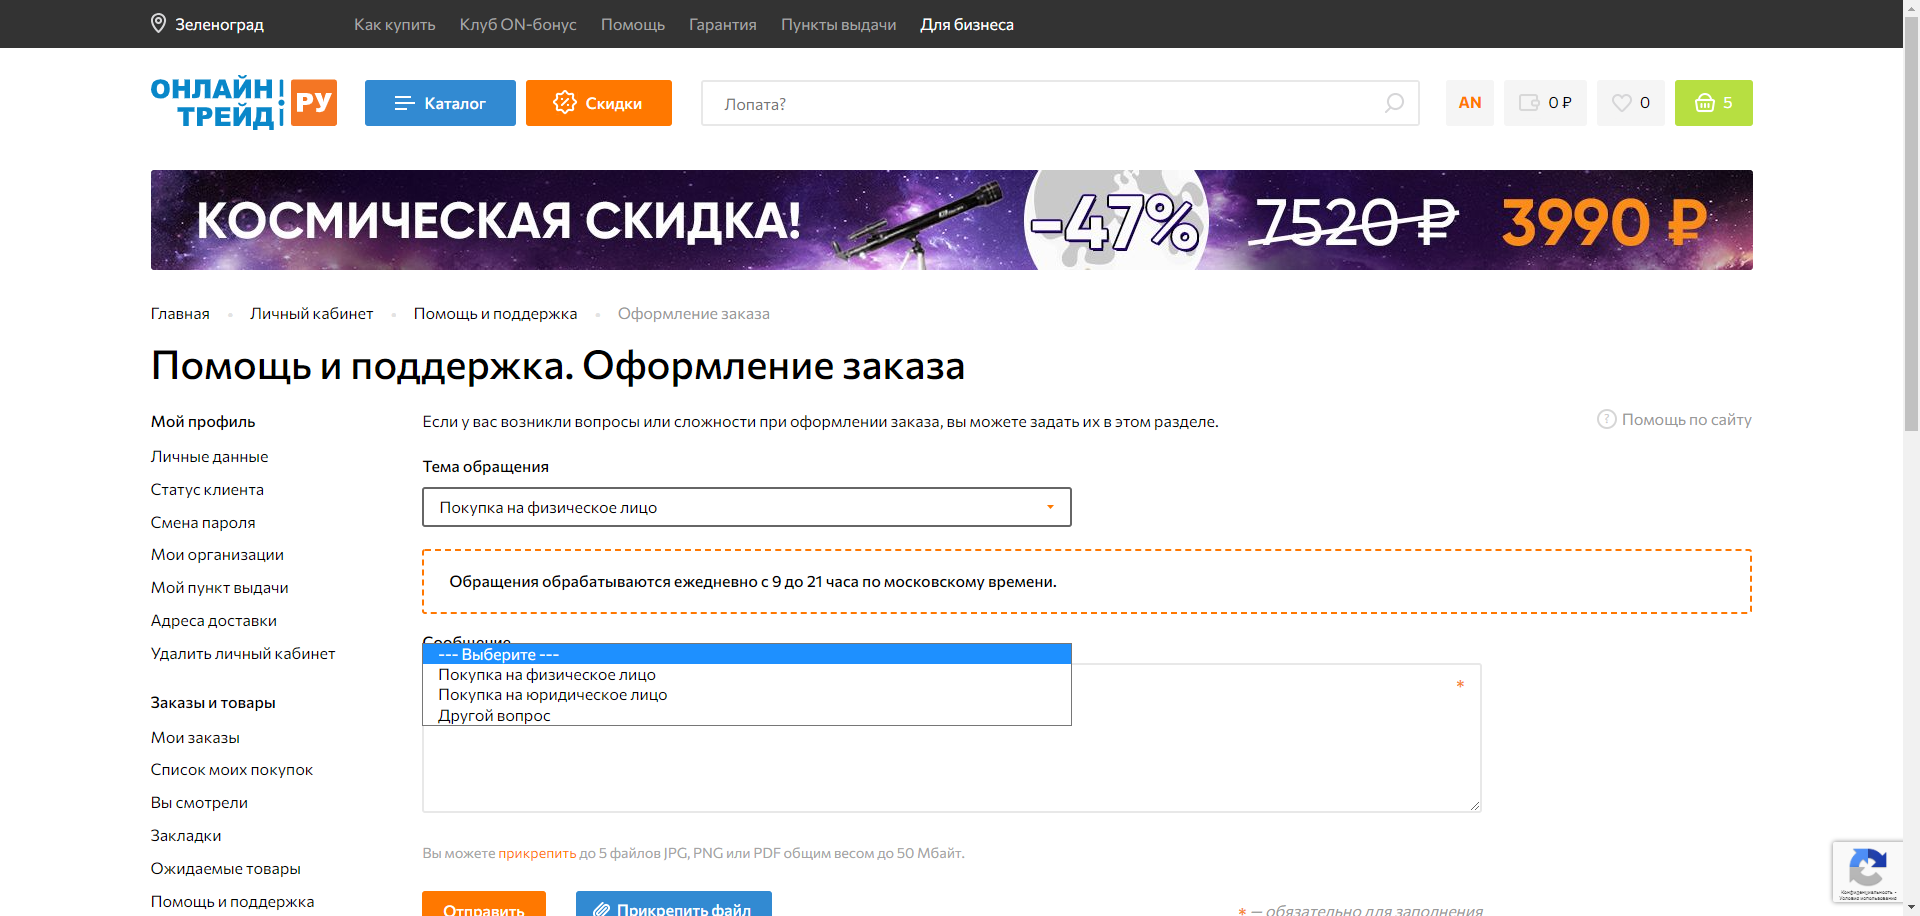 Зеленоград
Как купить
Клуб ON-бонус
Помощь
Гарантия
Пункты выдачи
Для бизнеса
ОНЛАЙН
ТРЕЙД
РУ
Каталог
Скидки
Лопата?
AN
0 ₽
0
5
КОСМИЧЕСКАЯ СКИДКА!
-47%
7520 ₽
3990 ₽
Главная
Личный кабинет
Помощь и поддержка
Оформление заказа
Помощь и поддержка. Оформление заказа
Мой профиль
Личные данные
Статус клиента
Смена пароля
Мои организации
Мой пункт выдачи
Адреса доставки
Удалить личный кабинет
Заказы и товары
Мои заказы
Список моих покупок
Вы смотрели
Закладки
Ожидаемые товары
Помощь и поддержка
Если у вас возникли вопросы или сложности при оформлении заказа, вы можете задать их в этом разделе.
? Помощь по сайту
Тема обращения
Покупка на физическое лицо
Обращения обрабатываются ежедневно с 9 до 21 часа по московскому времени.
Сообщение
--- Выберите ---
Покупка на физическое лицо
Покупка на юридическое лицо
Другой вопрос
*
Вы можете прикрепить до 5 файлов JPG, PNG или PDF общим весом до 50 Мбайт.
Отправить
Прикрепить файл
* — обязательно для заполнения
Конфиденциальность -
Условия использования